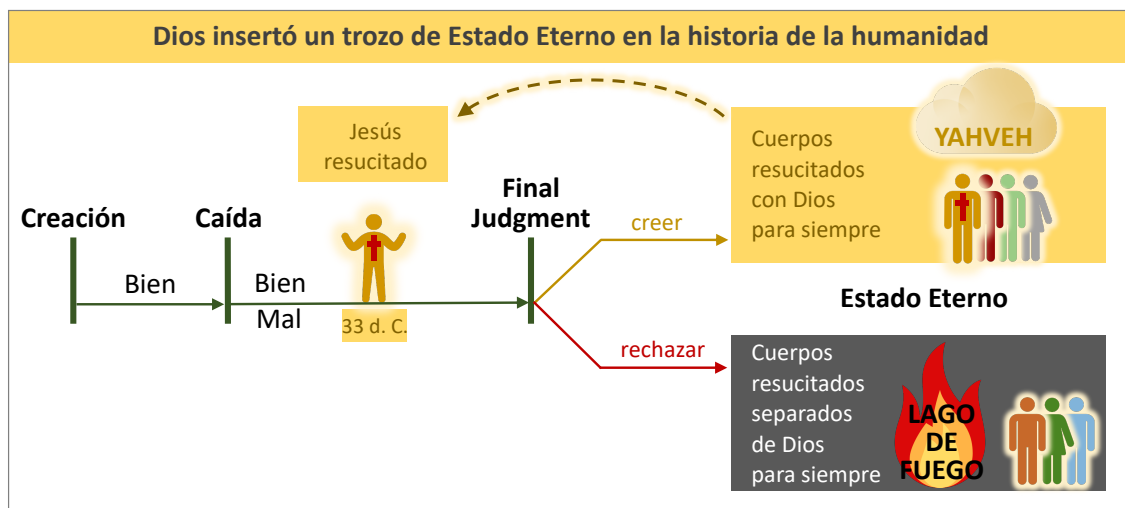 Dios insertó un trozo de Estado Eterno en la historia de la humanidad
Jesús
resucitado
YAHVEH
Cuerpos
resucitados
con Dios
para siempre
Creación
Caída
Final
Judgment
creer
Bien
Bien
Mal
33 d. C.
Estado Eterno
rechazar
Cuerpos
resucitados
separados
de Dios
para siempre
LAGO
DE
FUEGO